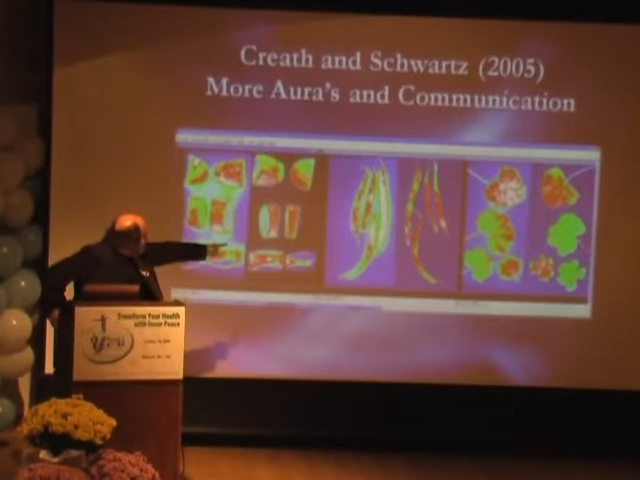 Creath and Schwartz (2005)
More Aura's and Communication
Transform Your Health
with Inner Peace